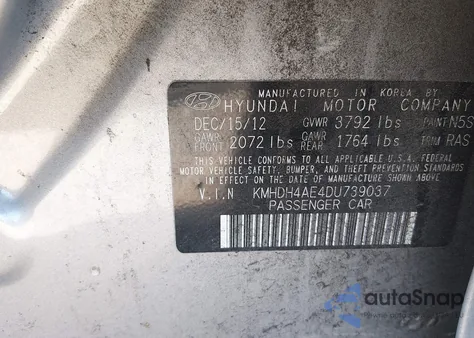 MANUFACTURED IN KOREA BY
HYUNDAI MOTOR COMPANY
DEC/15/12 GVWR 3792 lbs PAINT N5S
GAWR FRONT 2072 lbs GAWR REAR 1764 lbs TRIM RAS
THIS VEHICLE CONFORMS TO ALL APPLICABLE U.S.A. FEDERAL
MOTOR VEHICLE SAFETY, BUMPER, AND THEFT PREVENTION
STANDARDS IN EFFECT ON THE DATE OF MANUFACTURE SHOWN ABOVE.
V.I.N KMHDH4AE4DU739037
PASSENGER CAR
autoSnap